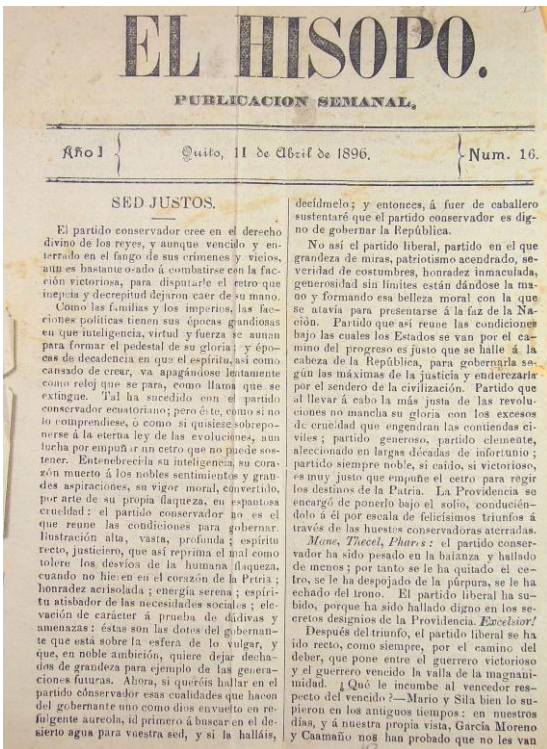 EL HISOPO.
PUBLICACION SEMANAL,
Año I
Quito, 11 de Abril de 1896.
Num. 16.
SED JUSTOS.
El partido conservador cree en el derecho
divino de los reyes, y aunque vencido y en-
terrado en el fango de sus crímenes y vicios,
aun es bastante osado á combatirse con la fac-
ción victoriosa, para disputarle el cetro que
inepcia y decrepitud dejaron caer de su mano.
Como las familias y los imperios, las fac-
ciones políticas tienen sus épocas grandiosas
en que inteligencia, virtud y fuerza se aunan
para formar el pedestal de su gloria; y épo-
cas de decadencia en que el espíritu, así como
cansado de crear, va apagándose lentamente
como reloj que se para, como llama que se
extingue. Tal ha sucedido con el partido
conservador ecuatoriano; pero éste, como si no
lo comprendiese, ó como si quisiese sobrepo-
nerse á la eterna ley de las evoluciones, aun
lucha por empuñar un cetro que no puede sos-
tener. Entenebrecida su inteligencia, su cora-
zón muerto á los nobles sentimientos y gran-
des aspiraciones, su vigor moral, convertido,
por arte de su propia flaqueza, en espantosa
crueldad: el partido conservador no es el
que reune las condiciones para gobernar.
Ilustración alta, vasta, profunda; espíritu
recto, justiciero, que así reprima el mal como
tolere los desvíos de la humana flaqueza,
cuando no hieren en el corazón de la Prtria;
honradez acrisolada; energía serena; espíri-
tu atisbador de las necesidades sociales; ele-
vación de carácter á prueba de dádivas y
amenazas: éstas son las dotes del gobernan-
te que está sobre la esfera de lo vulgar, y
que, en noble ambición, quiere dejar decha-
dos de grandeza para ejemplo de las genera-
ciones futuras. Ahora, si queréis hallar en el
partido cónservador esas cualidades que hacen
del gobernante uno como dios envuelto en re-
fulgente aureola, id primero á buscar en el de-
sierto agua para vuestra sed, y si la halláis,
decídmelo; y entonces, á fuer de caballero
sustentaré que el partido conservador es dig-
no de gobernar la República.
No así el partido liberal, partido en el que
grandeza de miras, patriotismo acendrado, se-
veridad de costumbres, honradez inmaculada,
generosidad sin límites están dándose la ma-
no y formando esa belleza moral con la que
se atavía para presentarse á la faz de la Na-
ción. Partido que así reune las condiciones
bajo las cuales los Estados se van por el ca-
mino del progreso es justo que se halle á la
cabeza de la República, para gobernarla se-
gún las máximas de la justicia y enderezarla
por el sendero de la civilización. Partido que
al llevar á cabo la más justa de las revolu-
ciones no mancha su gloria con los excesos
de crueldad que engendran las contiendas ci-
viles; partido generoso, partido clemente,
aleccionado en largas décadas de infortunio;
partido siempre noble, si caído, si victorioso,
es muy justo que empuñe el cetro para regir
los destinos de la Patria. La Providencia se
encargó de ponerlo bajo el solio, conducién-
dolo á él por escala de felicísimos triunfos á
través de las huestes conservadoras aterradas.
Mane, Thecel, Phares: el partido conser-
vador ha sido pesado en la balanza y hallado
de menos; por tanto se le ha quitado el ce-
tro, se le ha despojado de la púrpura, se le ha
echado del trono. El partido liberal ha su-
bido, porque ha sido hallado digno en los se-
cretos designios de la Providencia. Excelsior!
Después del triunfo, el partido liberal se ha
ido recto, como siempre, por el camino del
deber, que pone entre el guerrero victorioso
y el guerrero vencido la valla de la magnani-
midad. ¿Qué le incumbe al vencedor res-
pecto del vencido?—Mario y Sila bien lo su-
pieron en los antiguos tiempos: en nuestros
días, y á nuestra propia vista, García Moreno
y Caamaño nos han probado que no les van